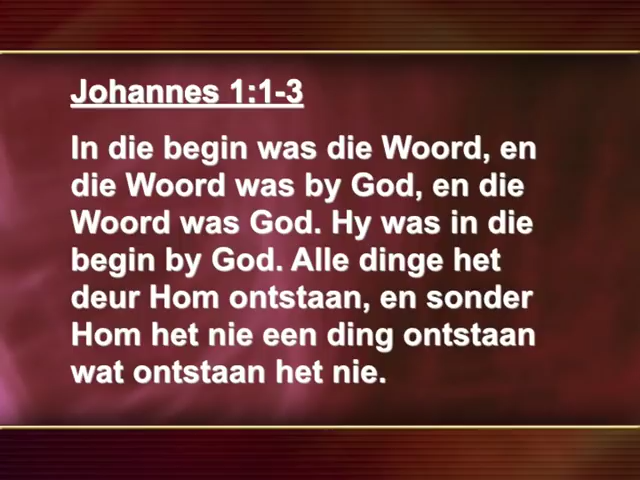 Johannes 1:1-3
In die begin was die Woord, en
die Woord was by God, en die
Woord was God. Hy was in die
begin by God. Alle dinge het
deur Hom ontstaan, en sonder
Hom het nie een ding ontstaan
wat ontstaan het nie.